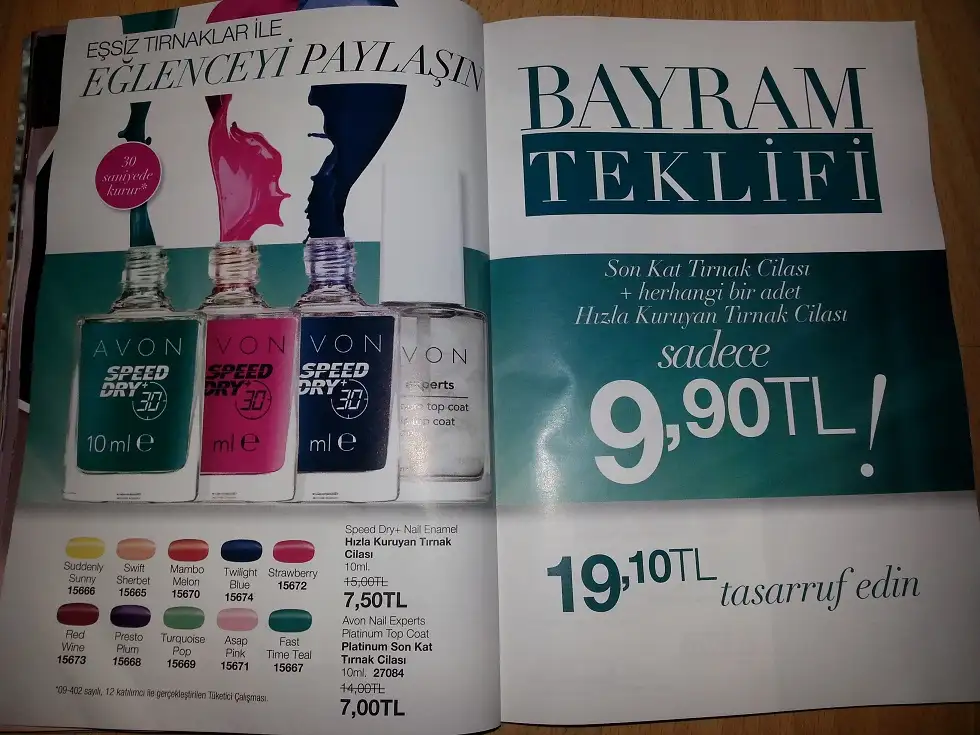 EŞSİZ TIRNAKLAR İLE
EĞLENCEYİ PAYLAŞIN
30
saniyede
kurur*
AVON
SPEED
DRY+
30
10 ml e
SPEED
DRY+
30
ml e
VON
SPEED
DRY+
30
ml e
VON
perts
top coat
top coat
Suddenly
Sunny
15666
Swift
Sherbet
15665
Mambo
Melon
15670
Twilight
Blue
15674
Strawberry
15672
Red
Wine
15673
Presto
Plum
15668
Turquoise
Pop
15669
Asap
Pink
15671
Fast
Time Teal
15667
*09-402 sayılı, 12 katılımcı ile gerçekleştirilen Tüketici Çalışması.
Speed Dry+ Nail Enamel
Hızla Kuruyan Tırnak
Cilası
10ml.
15,00TL
7,50TL
Avon Nail Experts
Platinum Top Coat
Platinum Son Kat
Tırnak Cilası
10ml. 27084
14,00TL
7,00TL
BAYRAM
TEKLİFİ
Son Kat Tırnak Cilası
+ herhangi bir adet
Hızla Kuruyan Tırnak Cilası
sadece
9,90TL!
19,10TL tasarruf edin